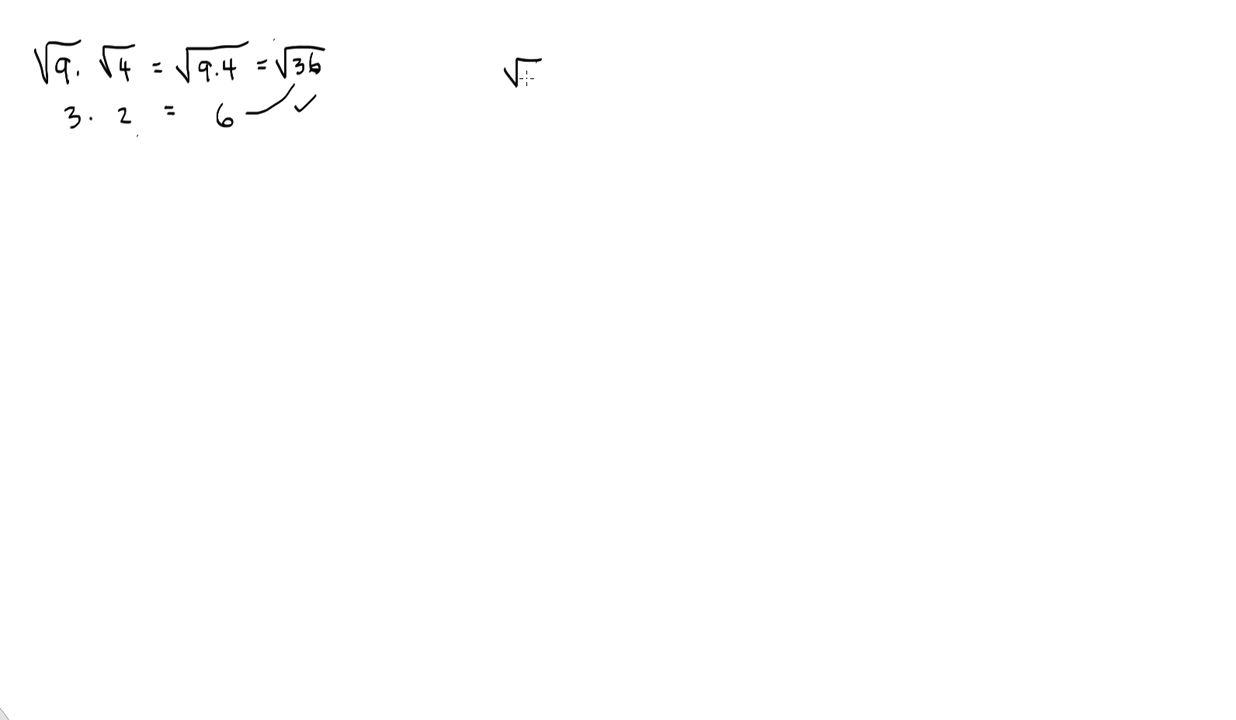 √9 · √4 = √9·4 = √36 √
3 · 2 = 6 ✓